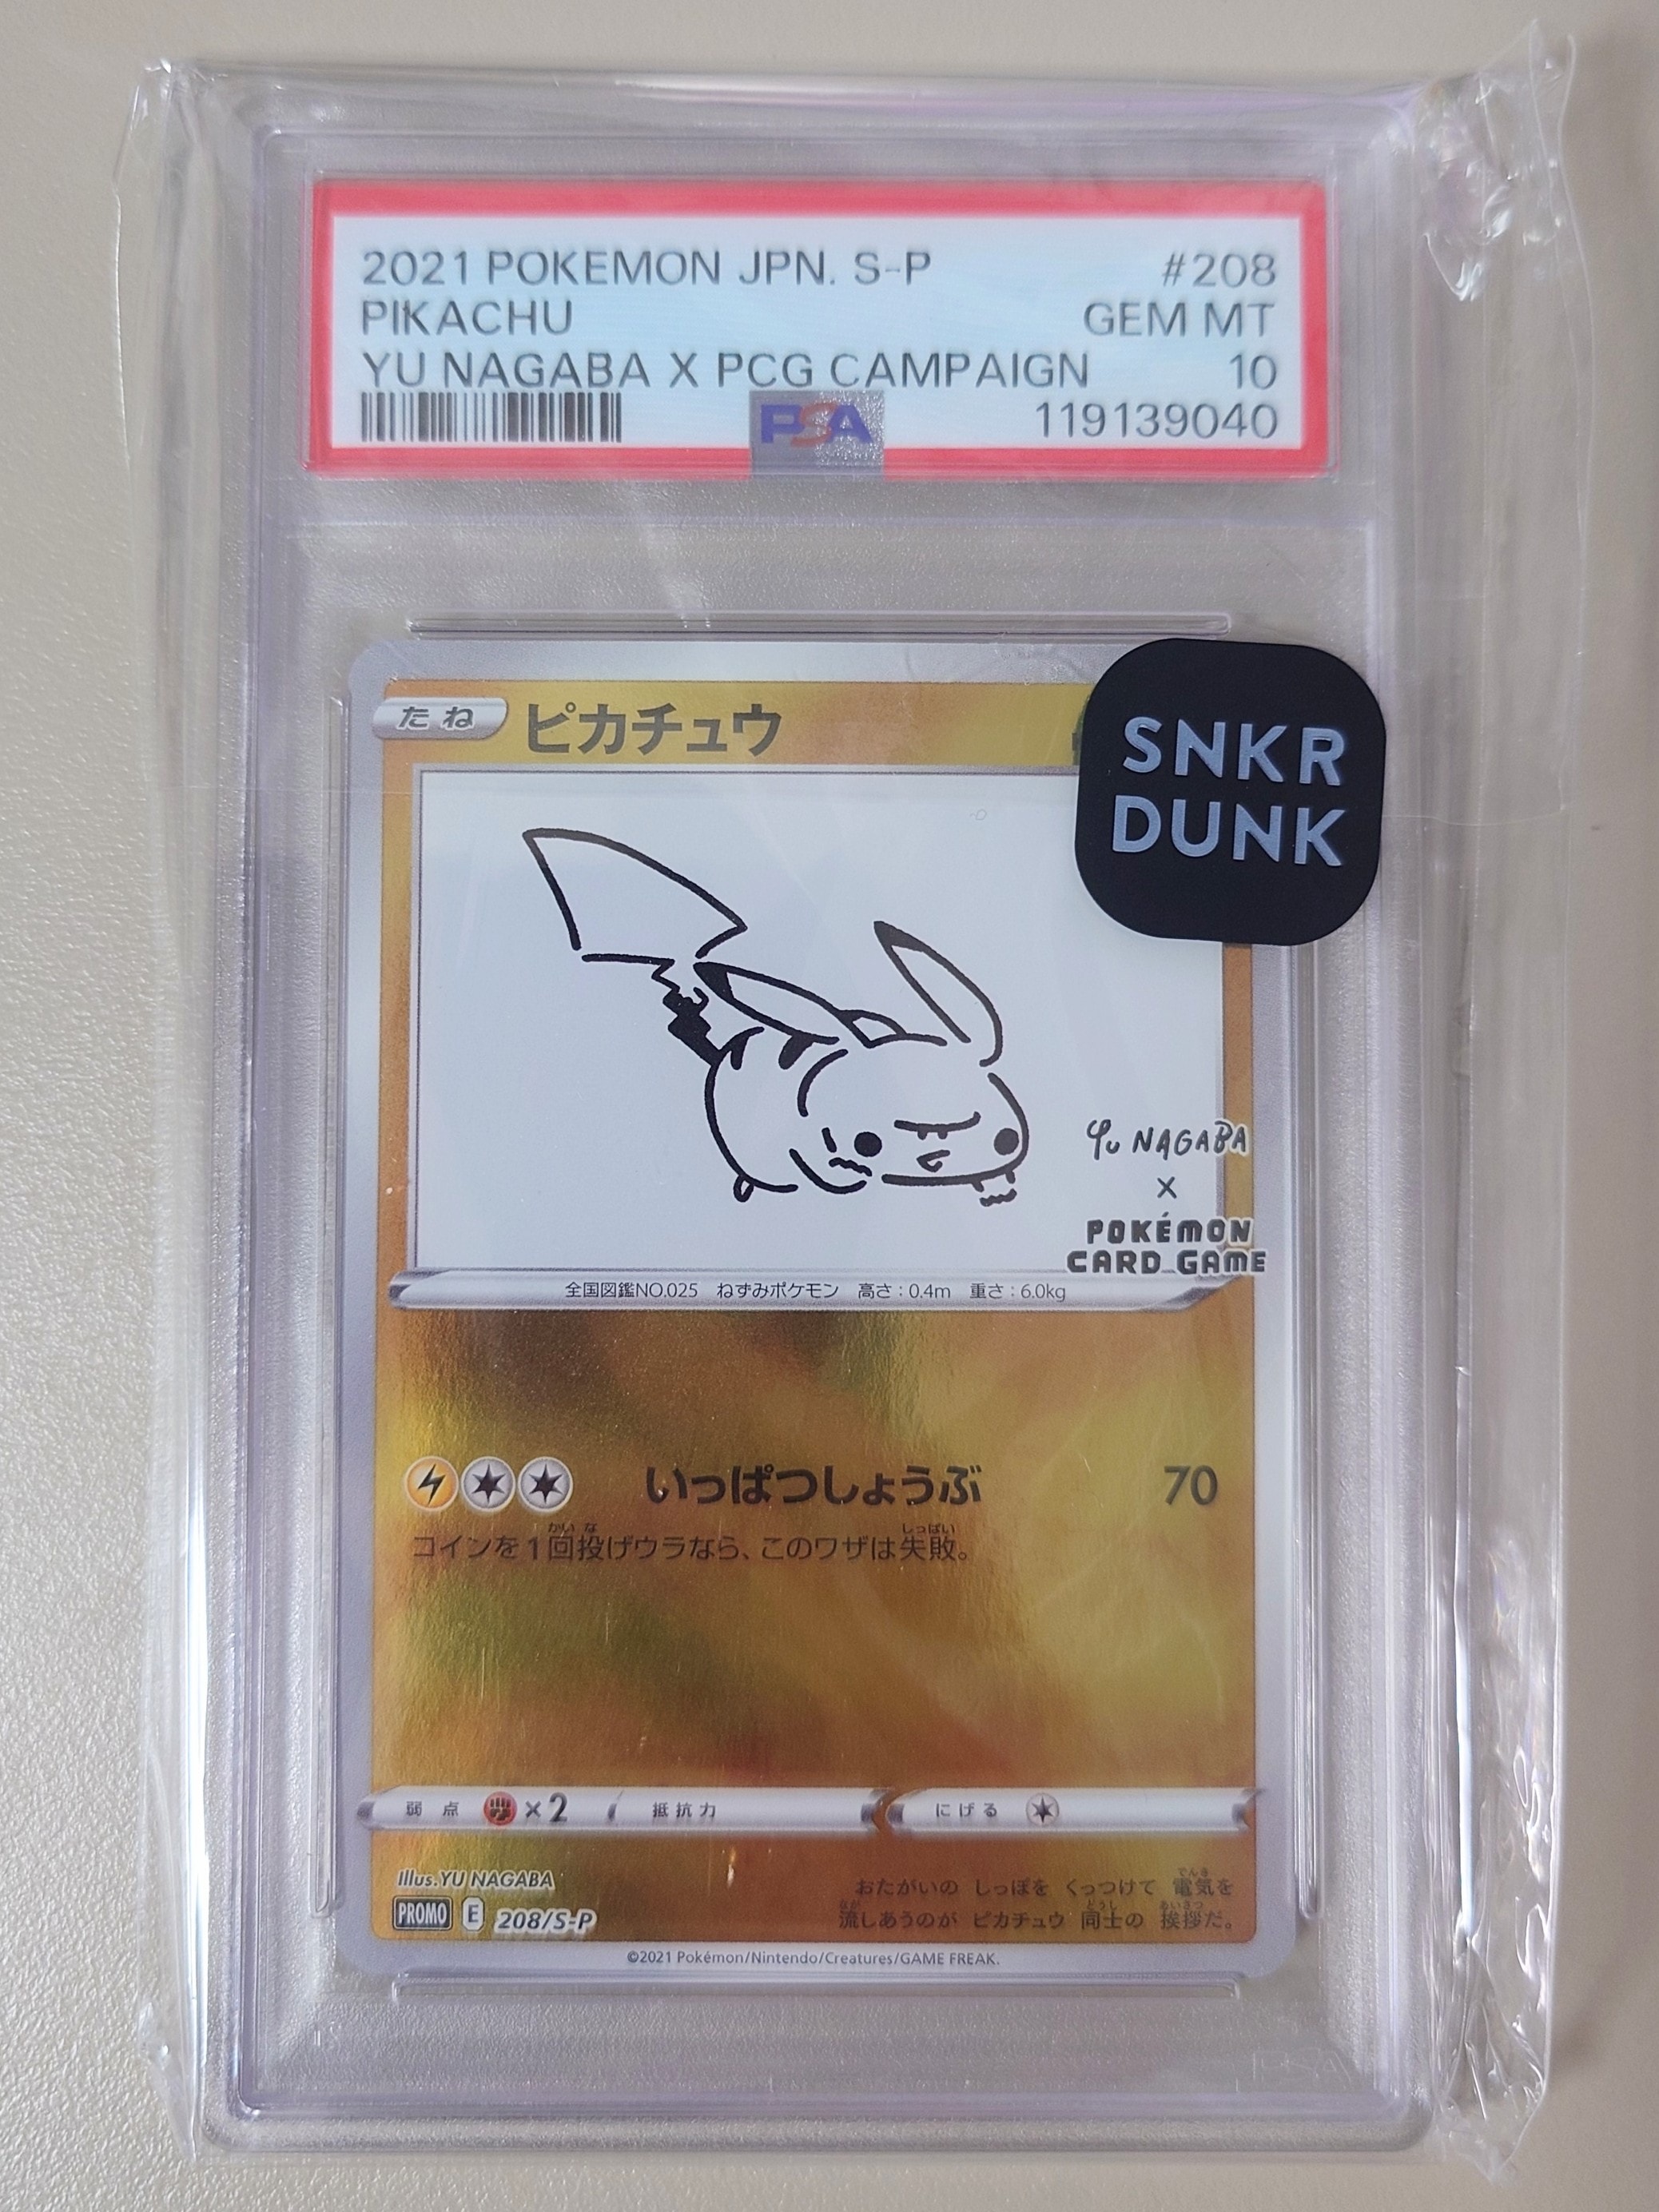 2021 POKEMON JPN. S-P #208
PIKACHU GEM MT
YU NAGABA X PCG CAMPAIGN 10
PSA 119139040
たね ピカチュウ
SNKR
DUNK
Yu NAGABA
×
POKÉMON
CARD GAME
全国図鑑NO.025 ねずみポケモン 高さ:0.4m 重さ:6.0kg
いっぱつしょうぶ 70
コインを1回投げウラなら、このワザは失敗。
弱点 ×2 抵抗力 にげる
Illus.YU NAGABA
PROMO E 208/S-P
おたがいの しっぽを くっつけて 電気を
流しあうのが ピカチュウ 同士の 挨拶だ。
©2021 Pokémon/Nintendo/Creatures/GAME FREAK.